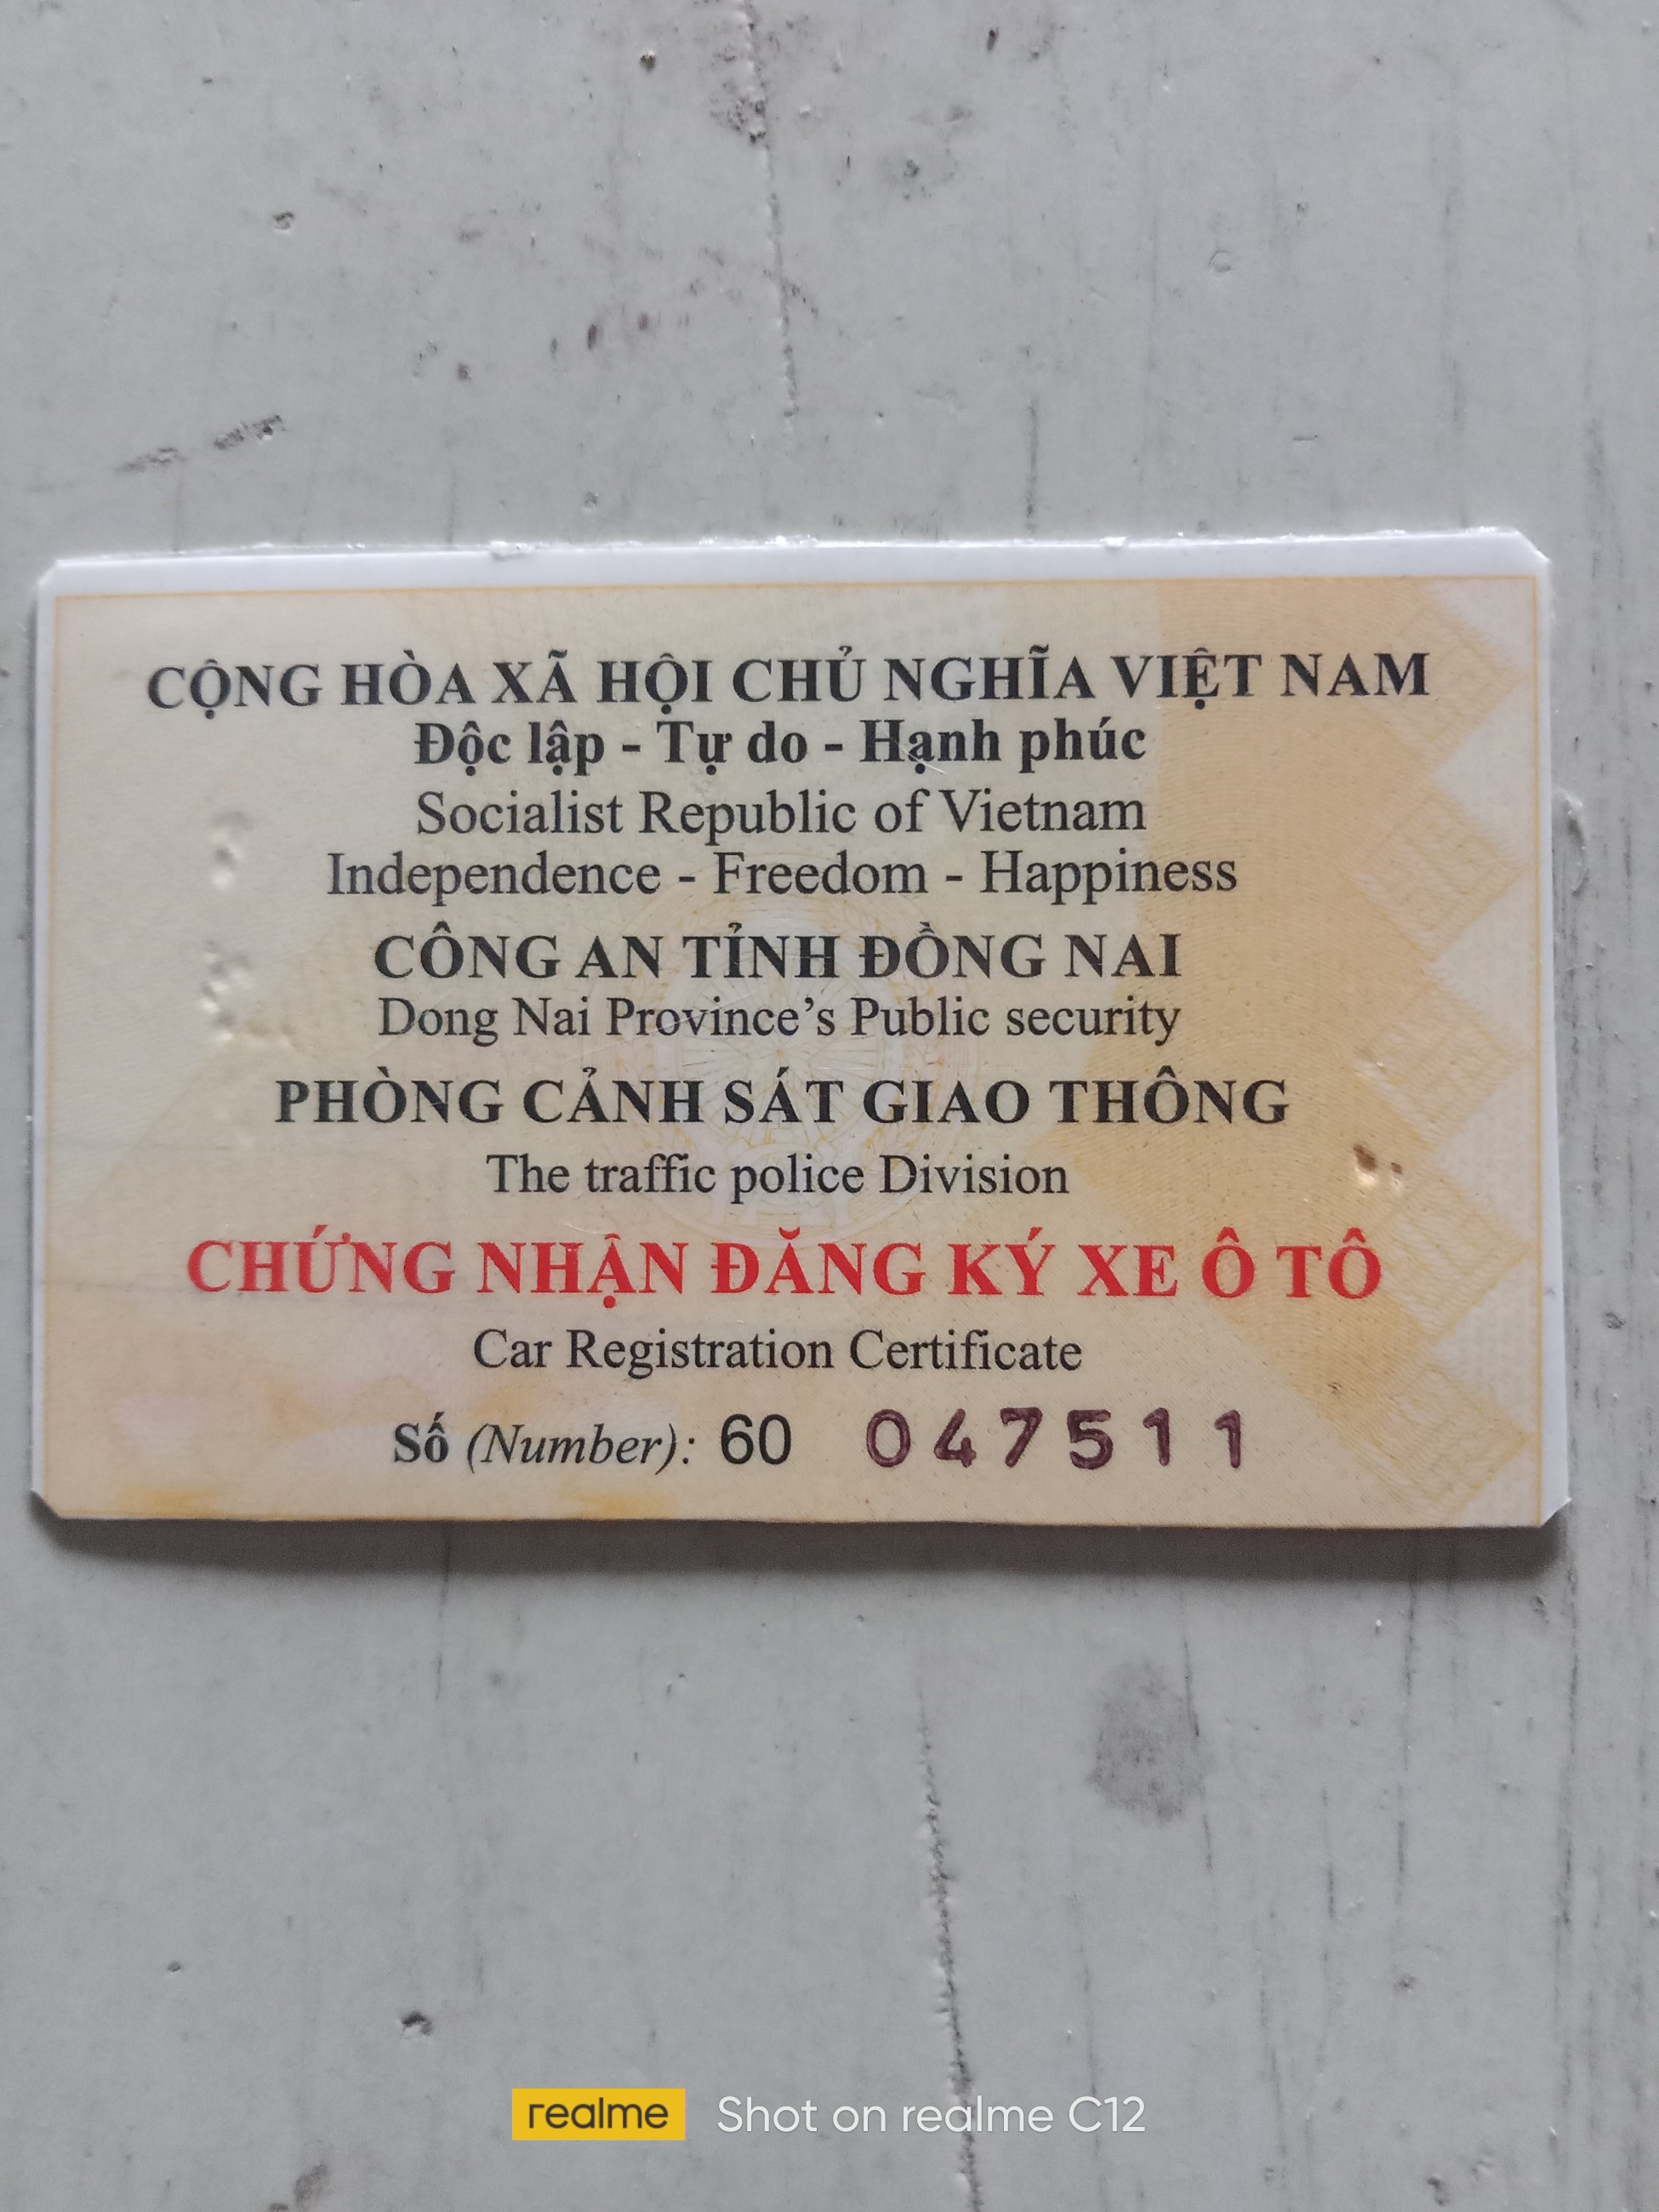 CỘNG HÒA XÃ HỘI CHỦ NGHĨA VIỆT NAM
Độc lập - Tự do - Hạnh phúc
Socialist Republic of Vietnam
Independence - Freedom - Happiness
CÔNG AN TỈNH ĐỒNG NAI
Dong Nai Province's Public security
PHÒNG CẢNH SÁT GIAO THÔNG
The traffic police Division
CHỨNG NHẬN ĐĂNG KÝ XE Ô TÔ
Car Registration Certificate
Số (Number): 60 047511
realme Shot on realme C12